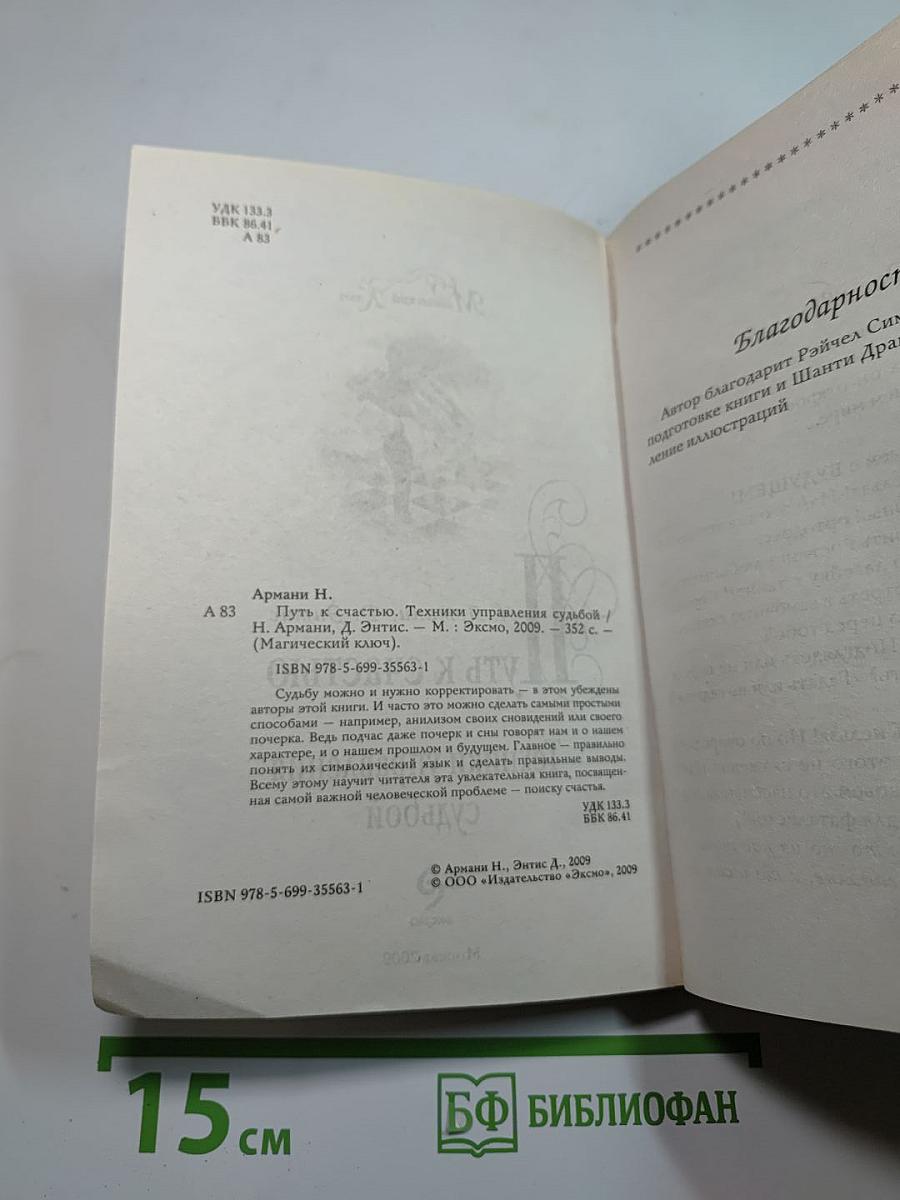 УДК 133.3
ББК 86.41
А 83
Армани Н.
А 83 Путь к счастью. Техники управления судьбой /
Н. Армани, Д. Энтис. — М. : Эксмо, 2009. — 352 с. —
(Магический ключ).
ISBN 978-5-699-35563-1
Судьбу можно и нужно корректировать — в этом убеждены
авторы этой книги. И часто это можно сделать самыми простыми
способами — например, анилизом своих сновидений или своего
почерка. Ведь подчас даже почерк и сны говорят нам и о нашем
характере, и о нашем прошлом и будущем. Главное — правильно
понять их символический язык и сделать правильные выводы.
Всему этому научит читателя эта увлекательная книга, посвящен-
ная самой важной человеческой проблеме — поиску счастья.
УДК 133.3
ББК 86.41
© Армани Н., Энтис Д., 2009
© ООО «Издательство «Эксмо», 2009
ISBN 978-5-699-35563-1
Благодарност
Автор благодарит Рэйчел Сим
подготовке книги и Шанти Дра
ление иллюстраций
15 см
БФ БИБЛИОФАН